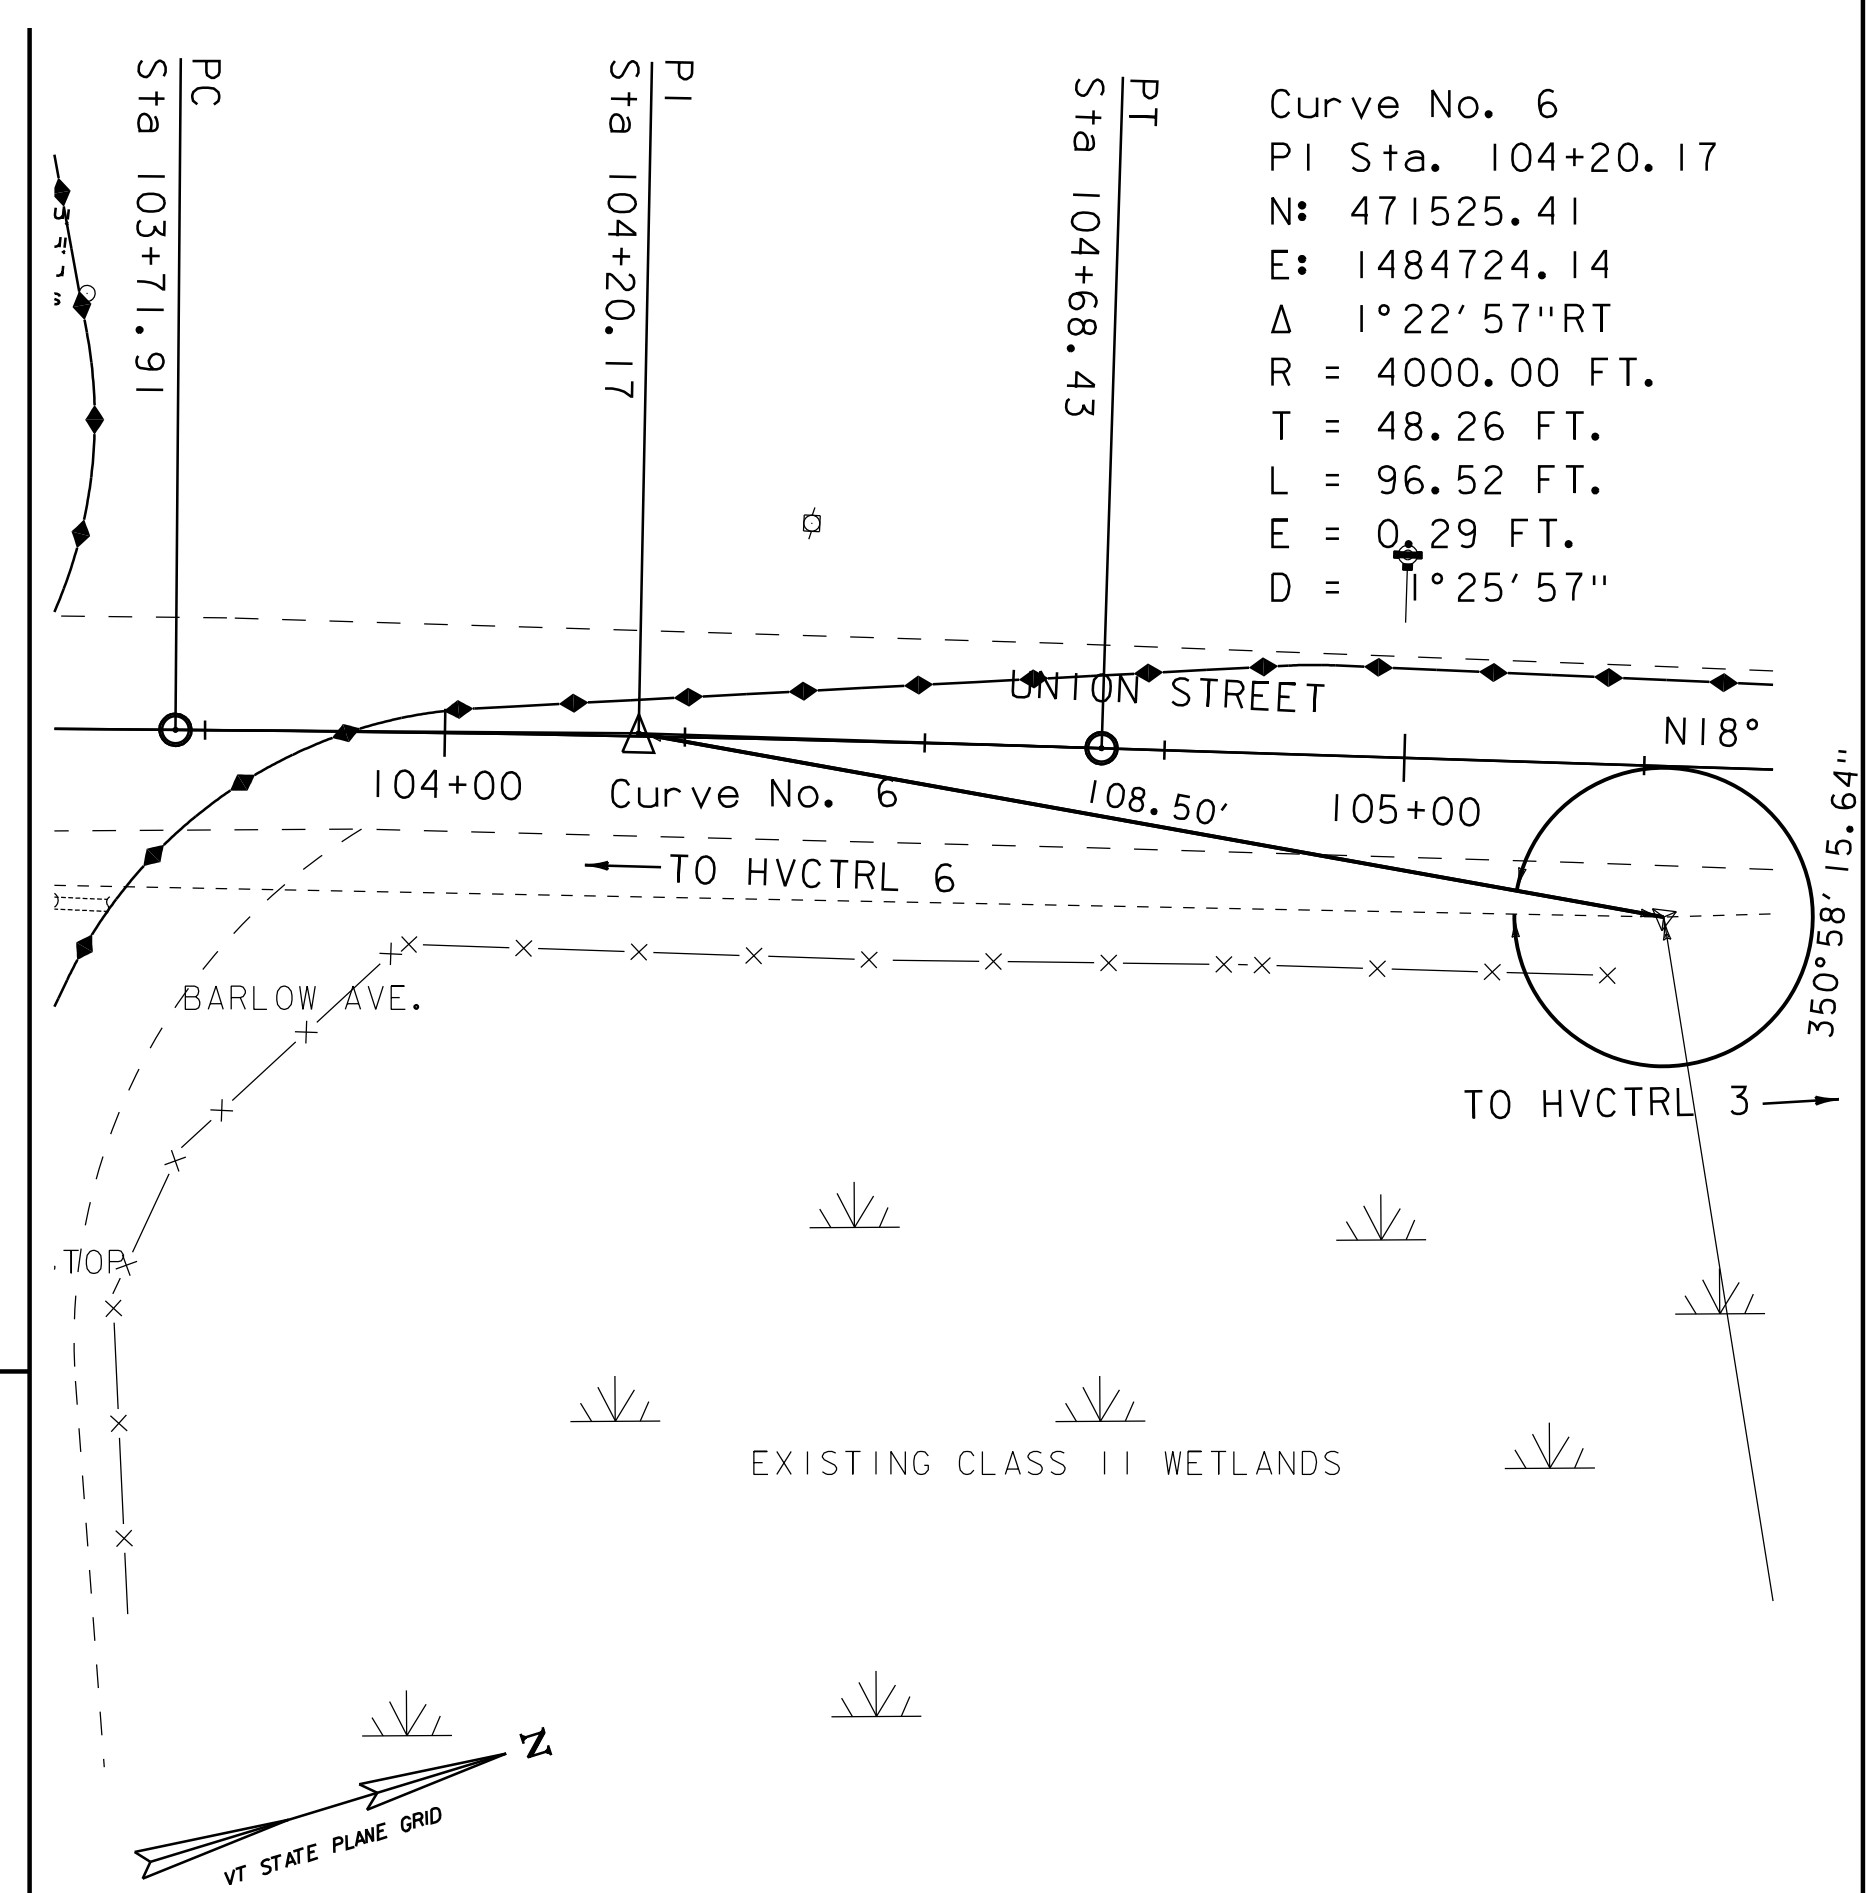 PC
Sta 103+71.91
PI
Sta 104+20.17
PT
Sta 104+68.43
Curve No. 6
PI Sta. 104+20.17
N: 471525.41
E: 1484724.14
Δ 1°22'57"RT
R = 4000.00 FT.
T = 48.26 FT.
L = 96.52 FT.
E = 0.29 FT.
D = 1°25'57"
UNION STREET
N18°
104+00
Curve No. 6
108.50'
105+00
350°58'15.64"
TO HVCTRL 6
BARLOW AVE.
TO HVCTRL 3
TOP
EXISTING CLASS II WETLANDS
N
VT STATE PLANE GRID